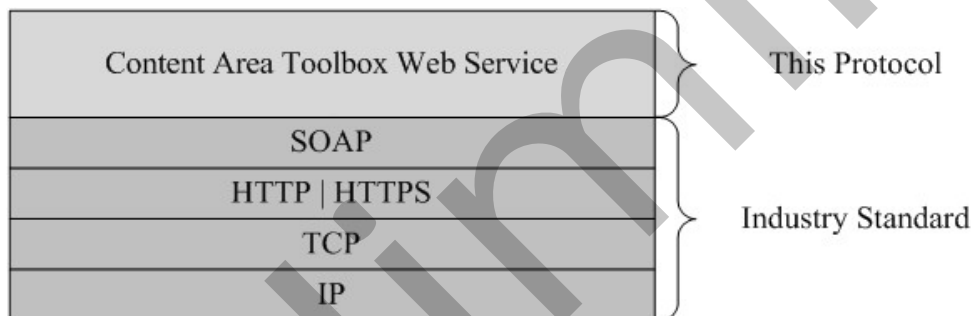 Content Area Toolbox Web Service
This Protocol
SOAP
HTTP | HTTPS
Industry Standard
TCP
IP